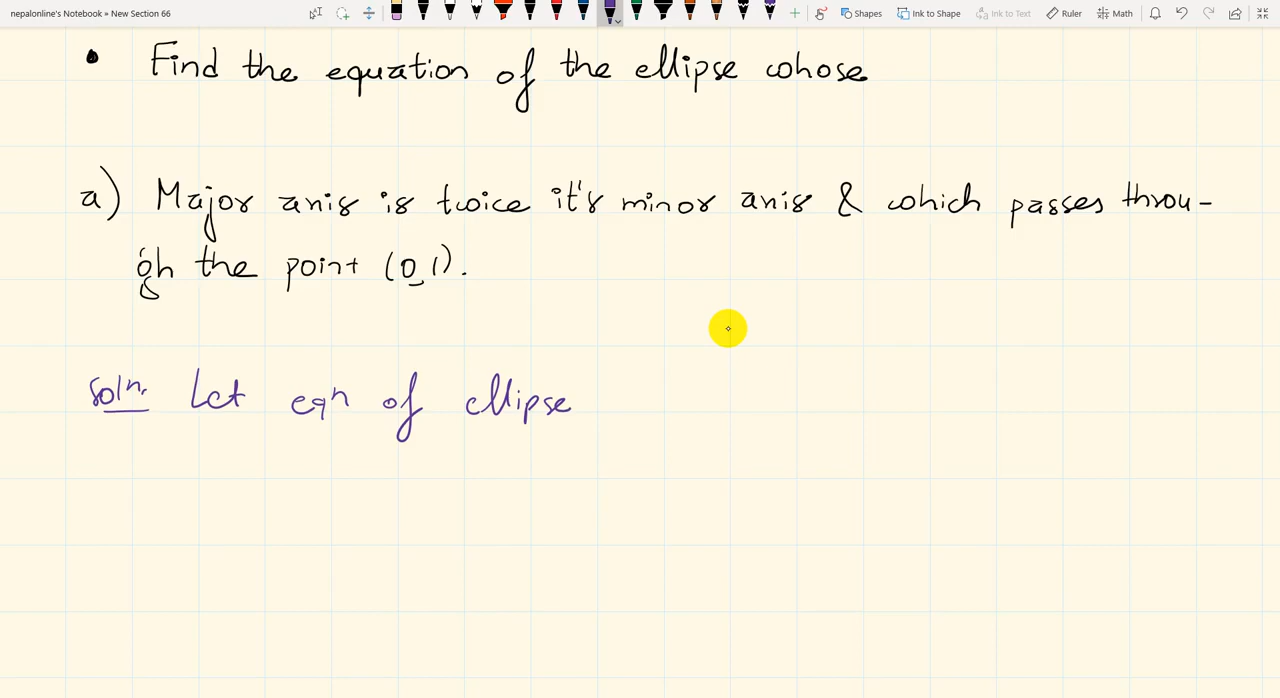 nepalonline's Notebook » New Section 66
Shapes Ink to Shape Ink to Text Ruler Math
• Find the equation of the ellipse whose
a) Major axis is twice it's minor axis & which passes throu-
gh the point (0,1).
Soln. Let eqn of ellipse